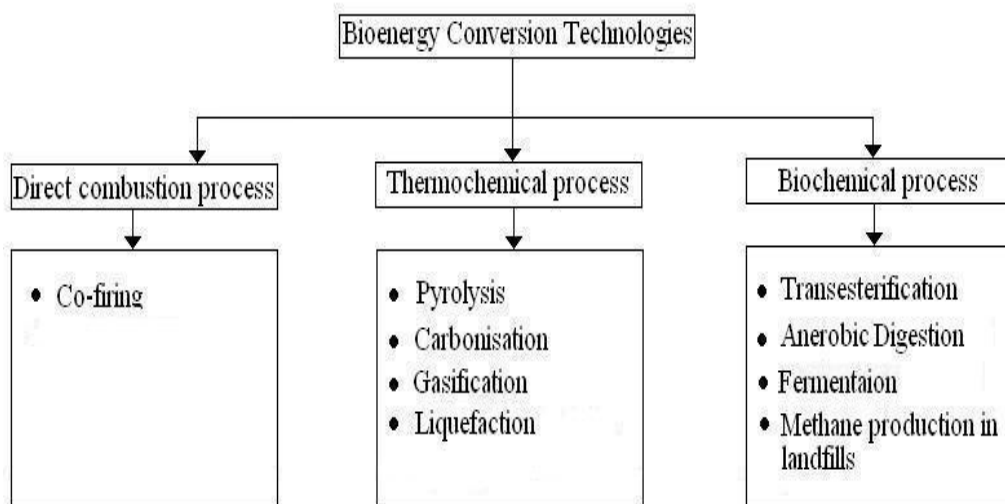 Bioenergy Conversion Technologies
Direct combustion process
Thermochemical process
Biochemical process
• Co-firing
• Pyrolysis
• Carbonisation
• Gasification
• Liquefaction
• Transesterification
• Anerobic Digestion
• Fermentaion
• Methane production in
landfills